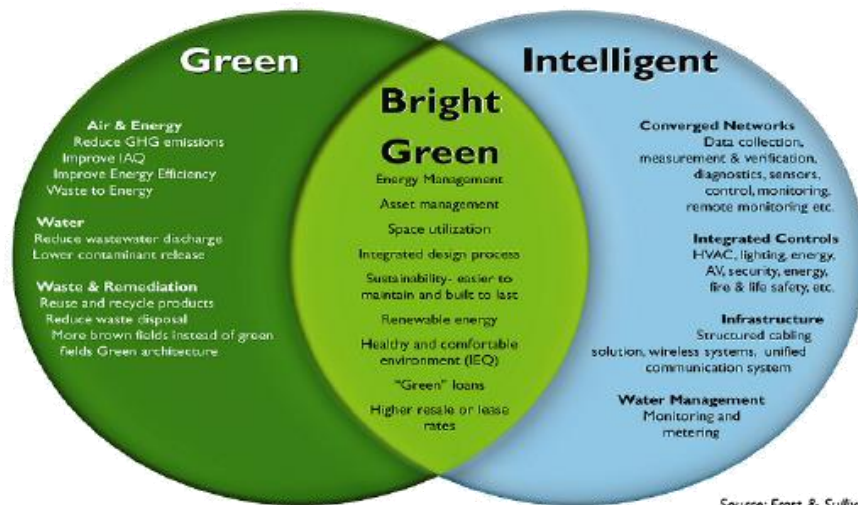 Green
Air & Energy
Reduce GHG emissions
Improve IAQ
Improve Energy Efficiency
Waste to Energy
Water
Reduce wastewater discharge
Lower contaminant release
Waste & Remediation
Reuse and recycle products
Reduce waste disposal
More brown fields instead of green
fields Green architecture
Bright
Green
Energy Management
Asset management
Space utilization
Integrated design process
Sustainability- easier to
maintain and built to last
Renewable energy
Healthy and comfortable
environment (IEQ)
"Green" loans
Higher resale or lease
rates
Intelligent
Converged Networks
Data collection,
measurement & verification,
diagnostics, sensors,
control, monitoring,
remote monitoring etc.
Integrated Controls
HVAC, lighting, energy,
AV, security, energy,
fire & life safety, etc.
Infrastructure
Structured cabling
solution, wireless systems, unified
communication system
Water Management
Monitoring and
metering
Source: Frost &